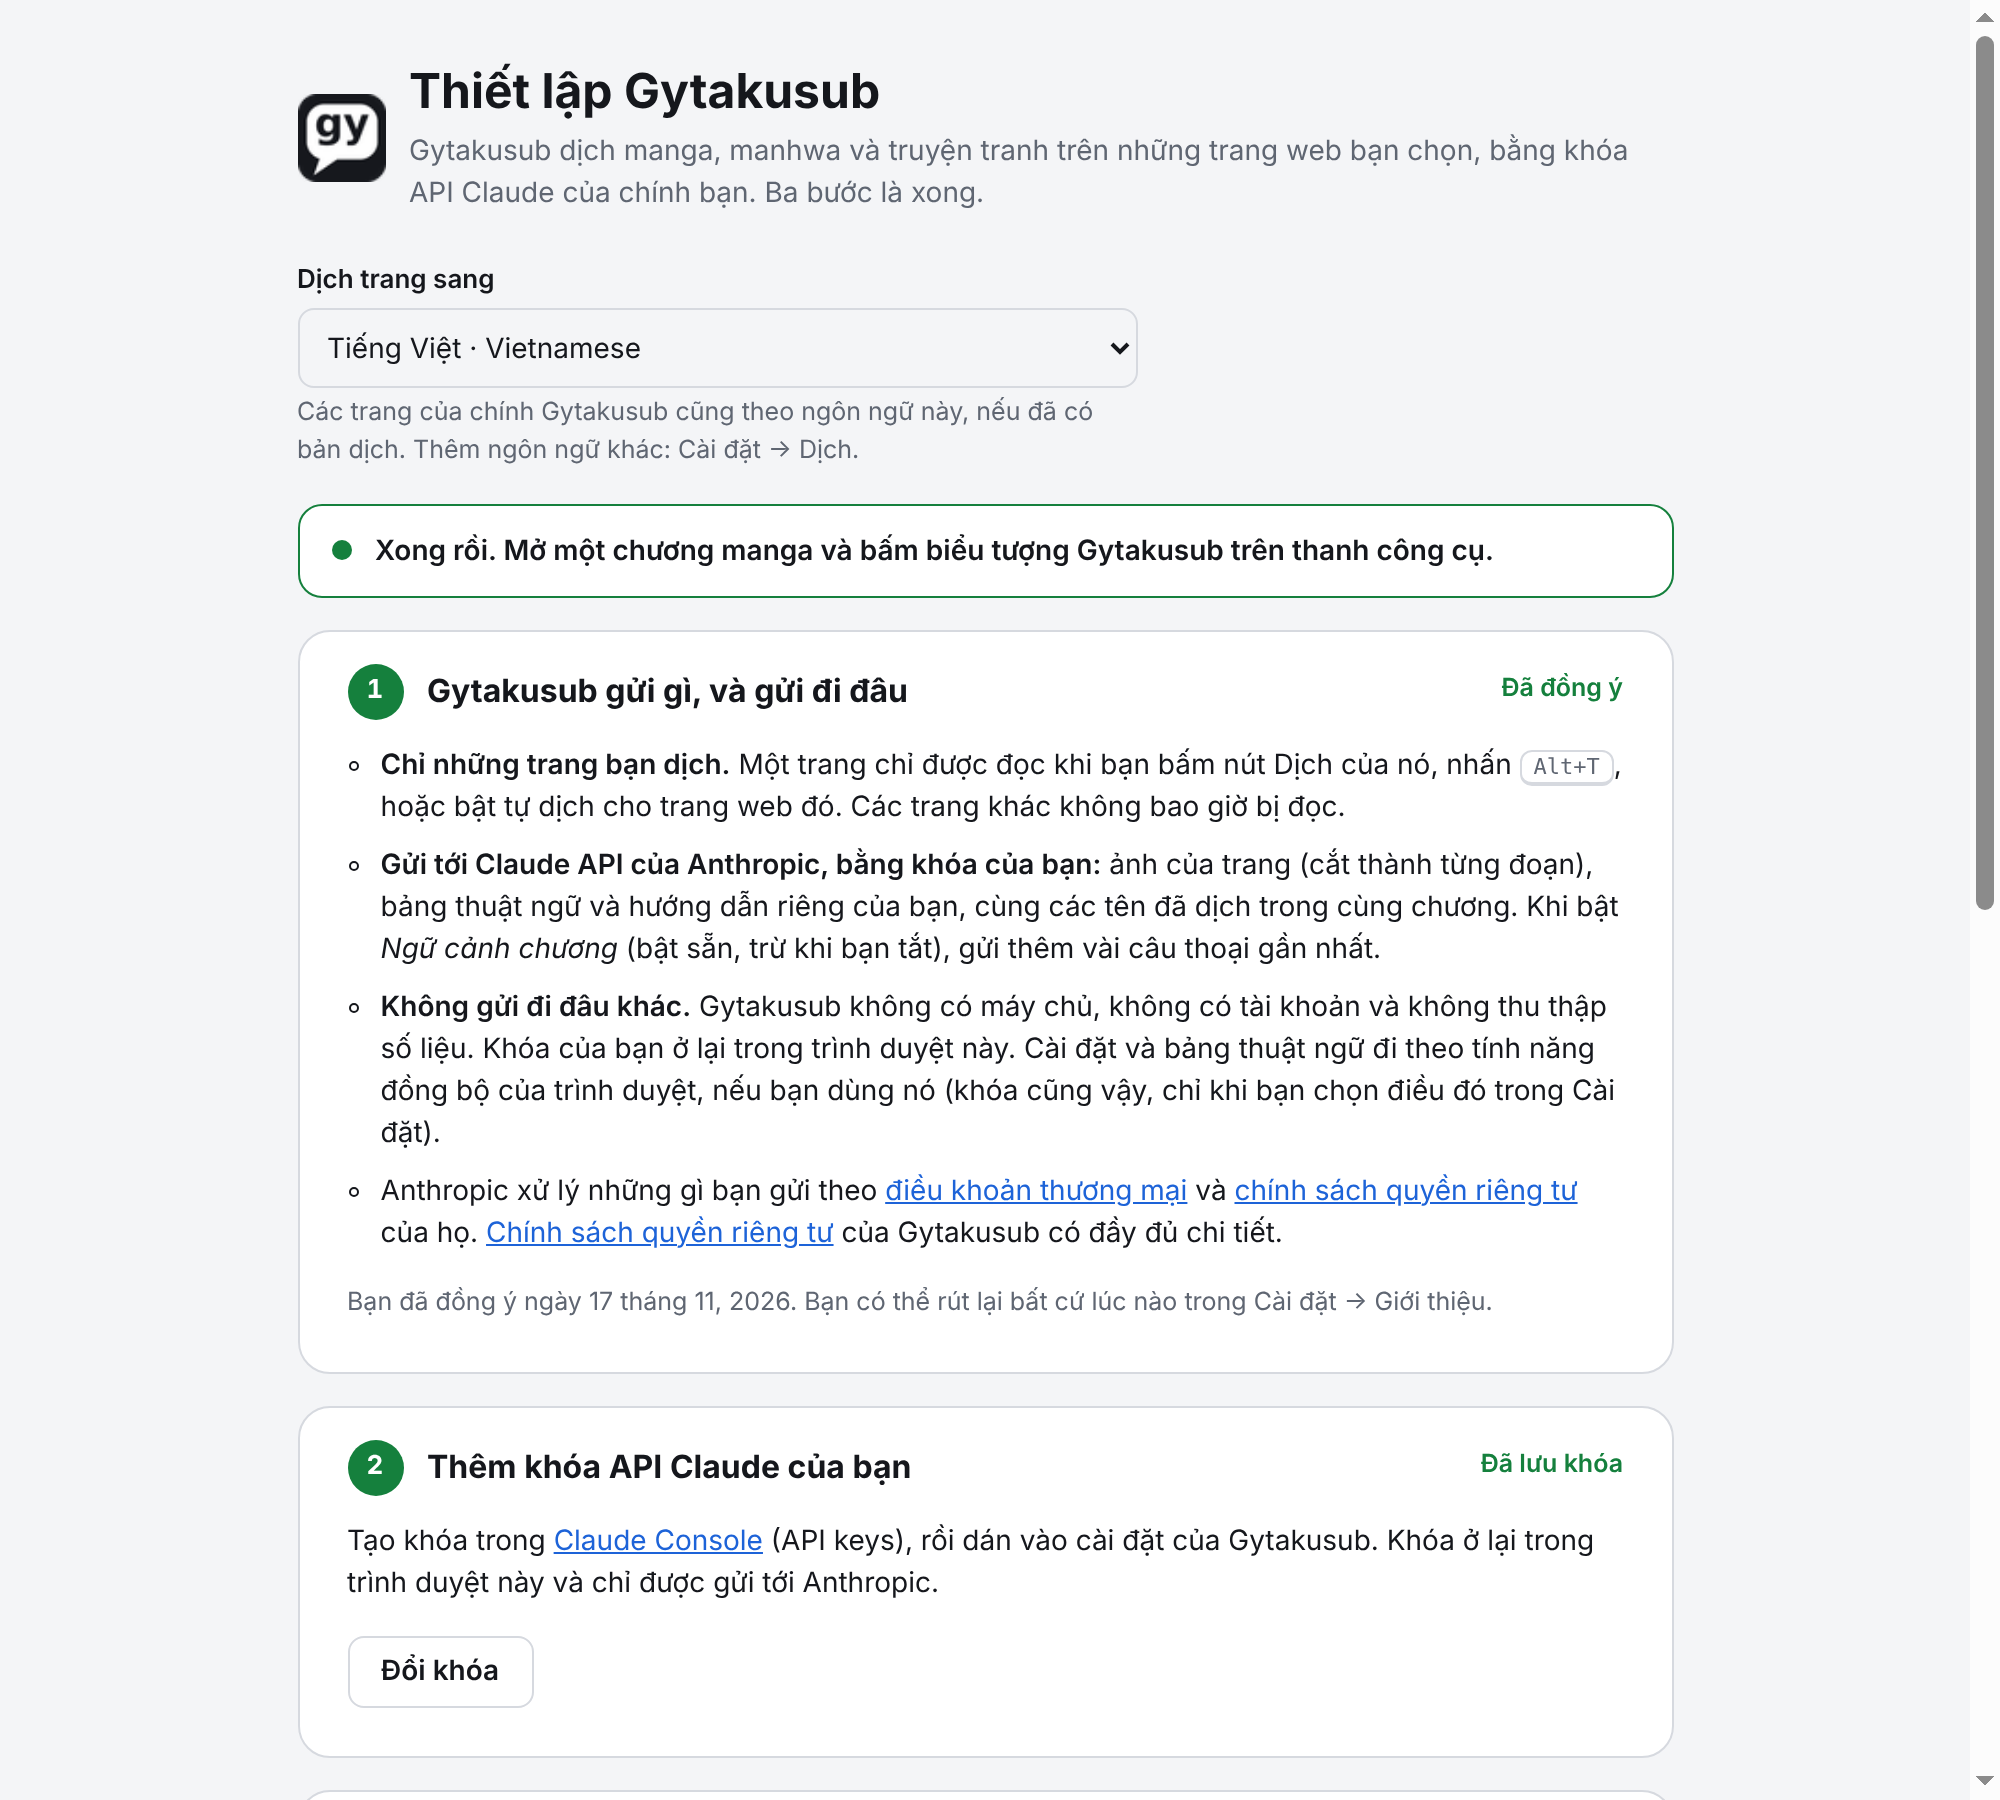 gy
Thiết lập Gytakusub
Gytakusub dịch manga, manhwa và truyện tranh trên những trang web bạn chọn, bằng khóa
API Claude của chính bạn. Ba bước là xong.
Dịch trang sang
Tiếng Việt · Vietnamese
Các trang của chính Gytakusub cũng theo ngôn ngữ này, nếu đã có
bản dịch. Thêm ngôn ngữ khác: Cài đặt → Dịch.
Xong rồi. Mở một chương manga và bấm biểu tượng Gytakusub trên thanh công cụ.
1 Gytakusub gửi gì, và gửi đi đâu Đã đồng ý
Chỉ những trang bạn dịch. Một trang chỉ được đọc khi bạn bấm nút Dịch của nó, nhấn Alt+T,
hoặc bật tự dịch cho trang web đó. Các trang khác không bao giờ bị đọc.
Gửi tới Claude API của Anthropic, bằng khóa của bạn: ảnh của trang (cắt thành từng đoạn),
bảng thuật ngữ và hướng dẫn riêng của bạn, cùng các tên đã dịch trong cùng chương. Khi bật
Ngữ cảnh chương (bật sẵn, trừ khi bạn tắt), gửi thêm vài câu thoại gần nhất.
Không gửi đi đâu khác. Gytakusub không có máy chủ, không có tài khoản và không thu thập
số liệu. Khóa của bạn ở lại trong trình duyệt này. Cài đặt và bảng thuật ngữ đi theo tính năng
đồng bộ của trình duyệt, nếu bạn dùng nó (khóa cũng vậy, chỉ khi bạn chọn điều đó trong Cài
đặt).
Anthropic xử lý những gì bạn gửi theo điều khoản thương mại và chính sách quyền riêng tư
của họ. Chính sách quyền riêng tư của Gytakusub có đầy đủ chi tiết.
Bạn đã đồng ý ngày 17 tháng 11, 2026. Bạn có thể rút lại bất cứ lúc nào trong Cài đặt → Giới thiệu.
2 Thêm khóa API Claude của bạn Đã lưu khóa
Tạo khóa trong Claude Console (API keys), rồi dán vào cài đặt của Gytakusub. Khóa ở lại trong
trình duyệt này và chỉ được gửi tới Anthropic.
Đổi khóa